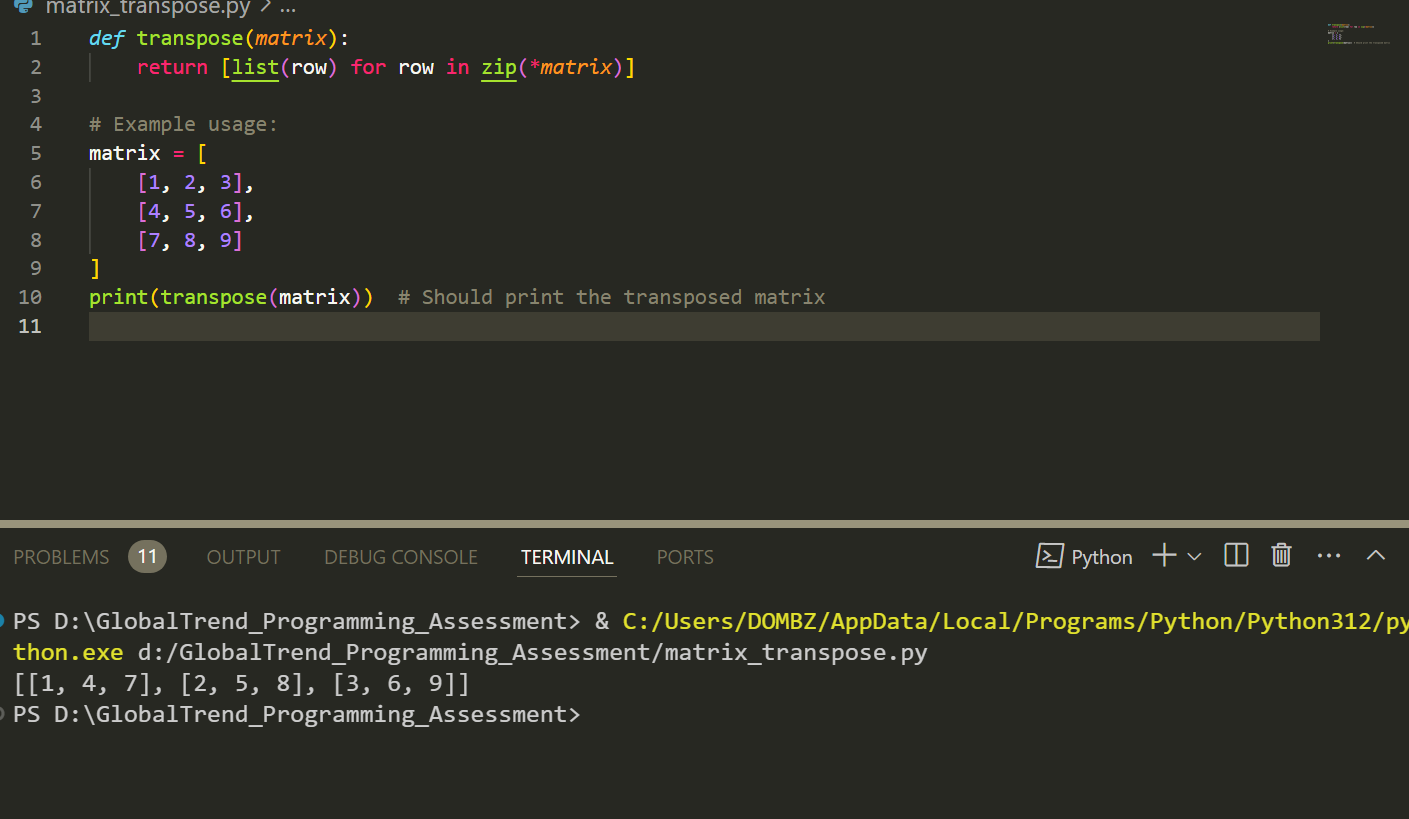 matrix_transpose.py > ...
1 def transpose(matrix):
2     return [list(row) for row in zip(*matrix)]
3
4 # Example usage:
5 matrix = [
6     [1, 2, 3],
7     [4, 5, 6],
8     [7, 8, 9]
9 ]
10 print(transpose(matrix))  # Should print the transposed matrix
11
PROBLEMS 11 OUTPUT DEBUG CONSOLE TERMINAL PORTS Python
PS D:\GlobalTrend_Programming_Assessment> & C:/Users/DOMBZ/AppData/Local/Programs/Python/Python312/py
thon.exe d:/GlobalTrend_Programming_Assessment/matrix_transpose.py
[[1, 4, 7], [2, 5, 8], [3, 6, 9]]
PS D:\GlobalTrend_Programming_Assessment>